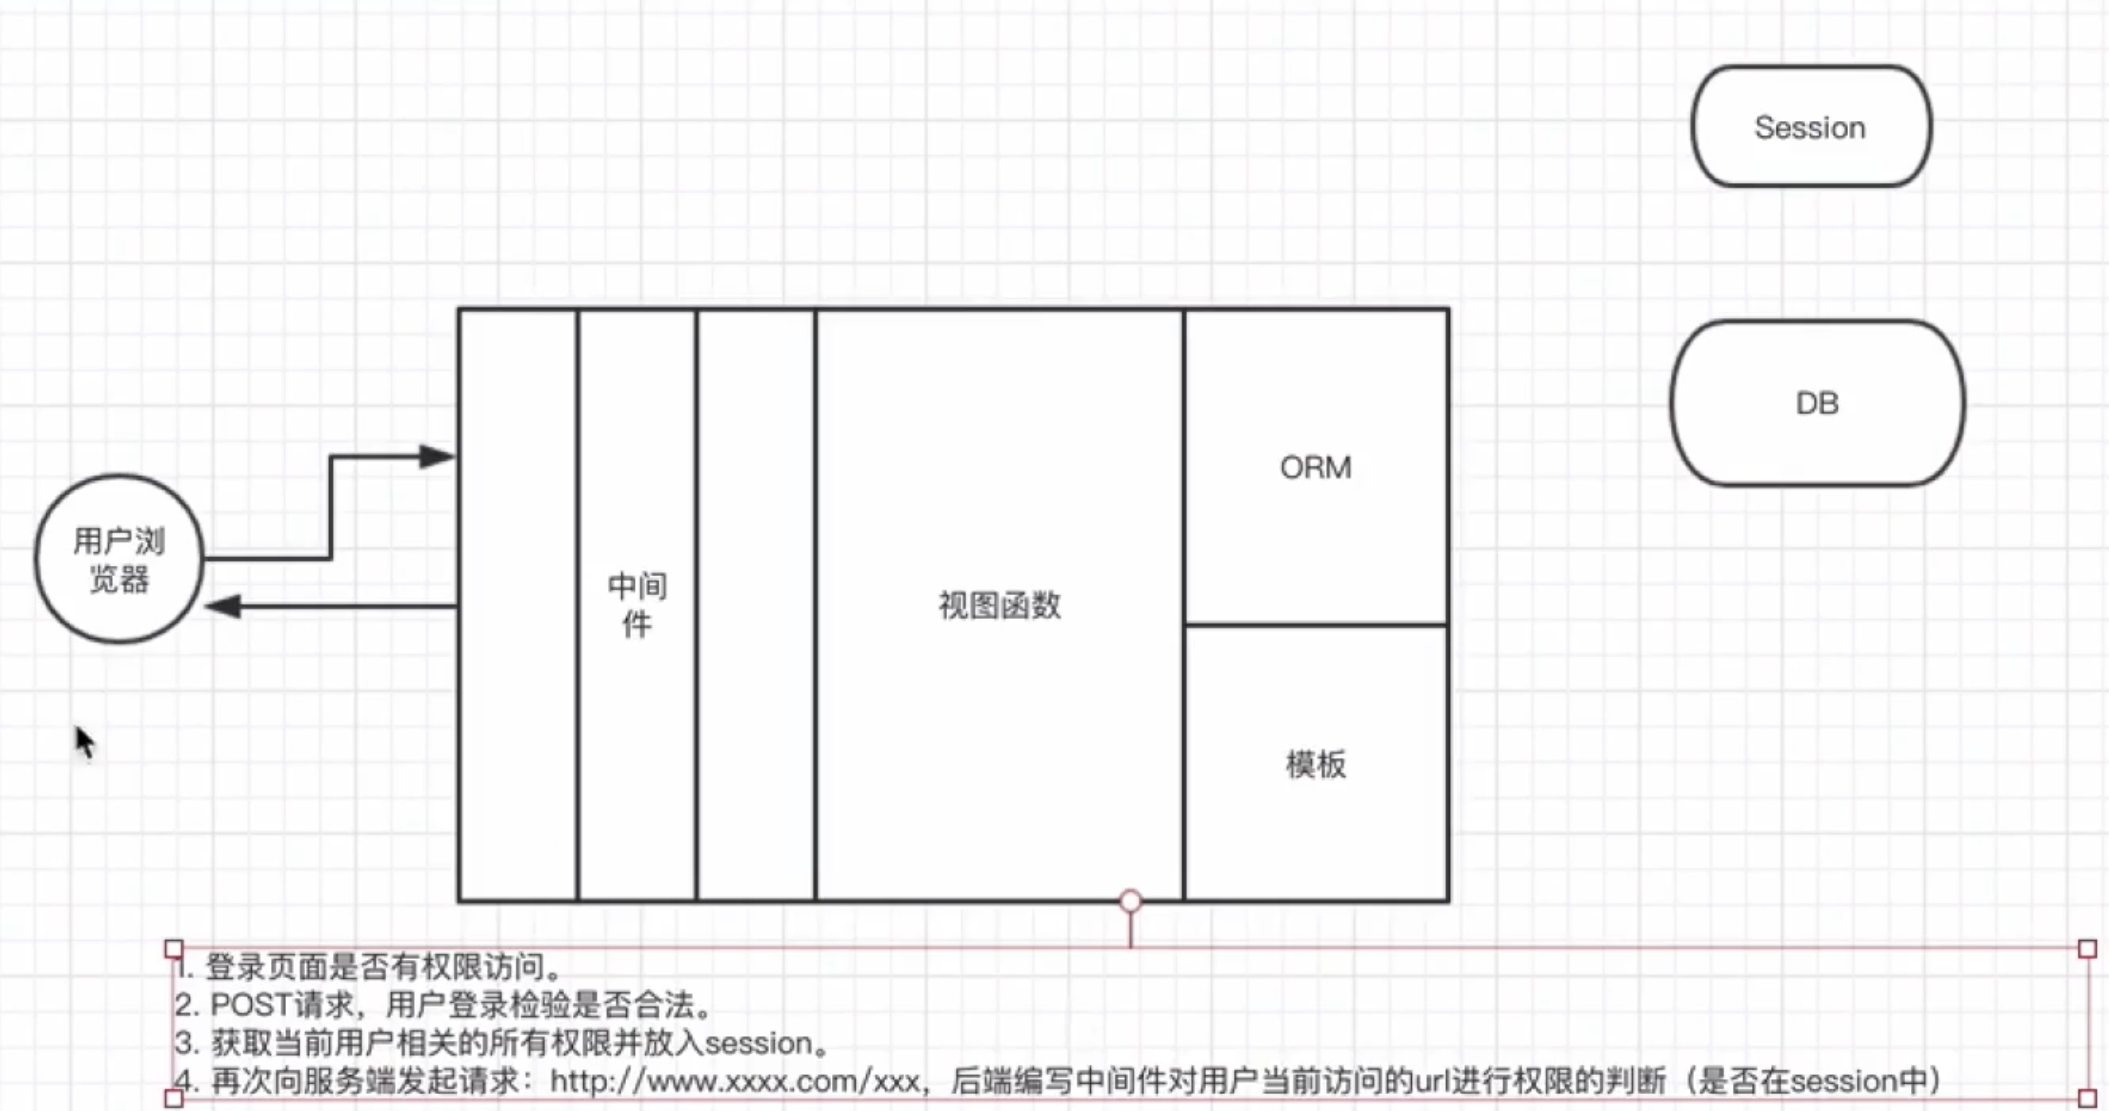 Session
DB
ORM
用户浏
览器
中间
件
视图函数
模板
1. 登录页面是否有权限访问。
2. POST请求，用户登录检验是否合法。
3. 获取当前用户相关的所有权限并放入session。
4. 再次向服务端发起请求：http://www.xxxx.com/xxx，后端编写中间件对用户当前访问的url进行权限的判断（是否在session中）